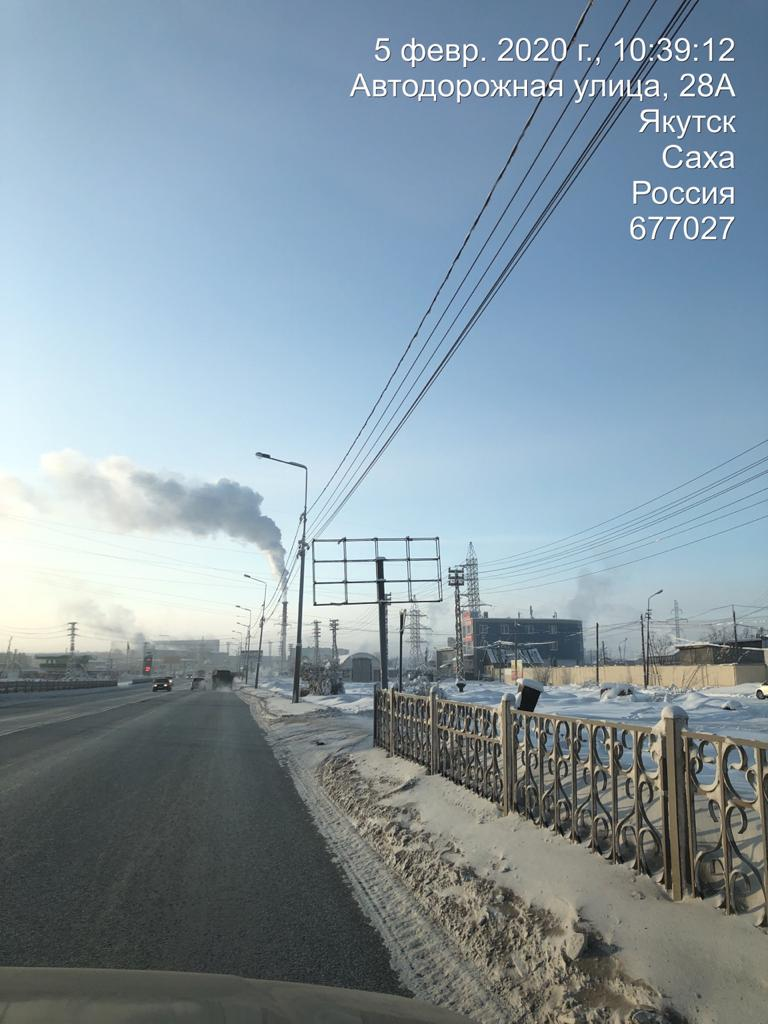 5 февр. 2020 г., 10:39:12
Автодорожная улица, 28А
Якутск
Саха
Россия
677027